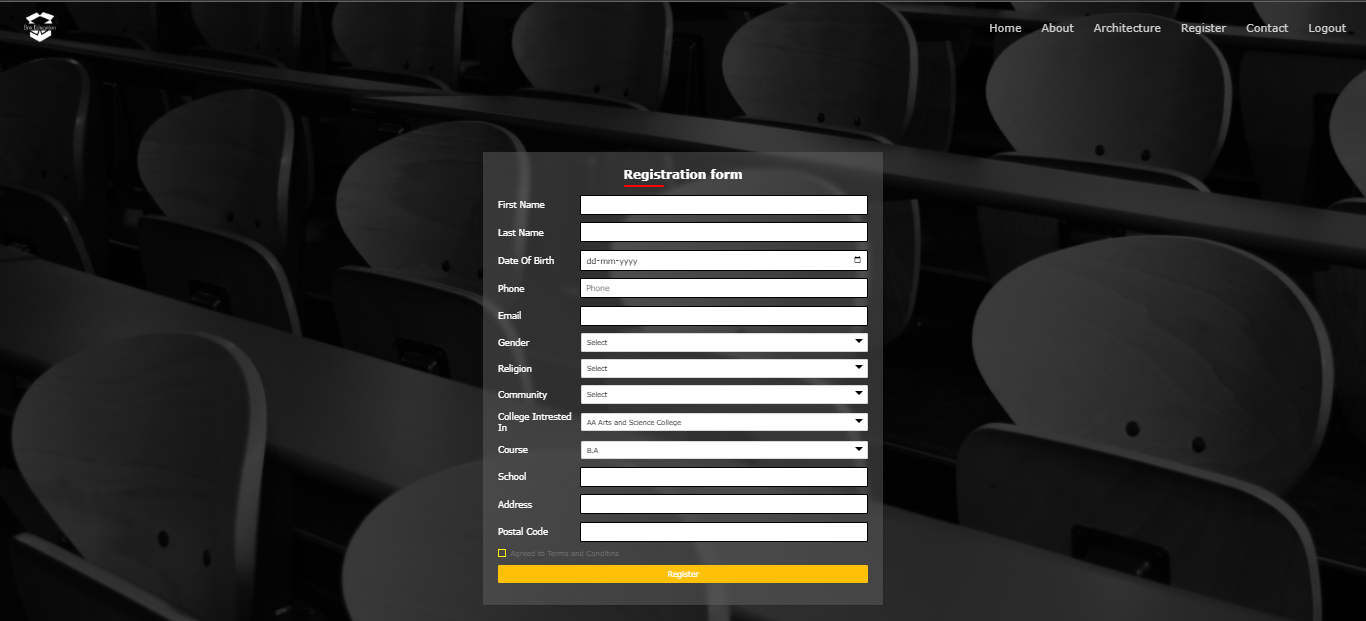 Home About Architecture Register Contact Logout
Registration form
First Name
Last Name
Date Of Birth dd-mm-yyyy
Phone Phone
Email
Gender Select
Religion Select
Community Select
College Intrested
In
AA Arts and Science College
Course B.A
School
Address
Postal Code
Agreed to Terms and Conditins
Register